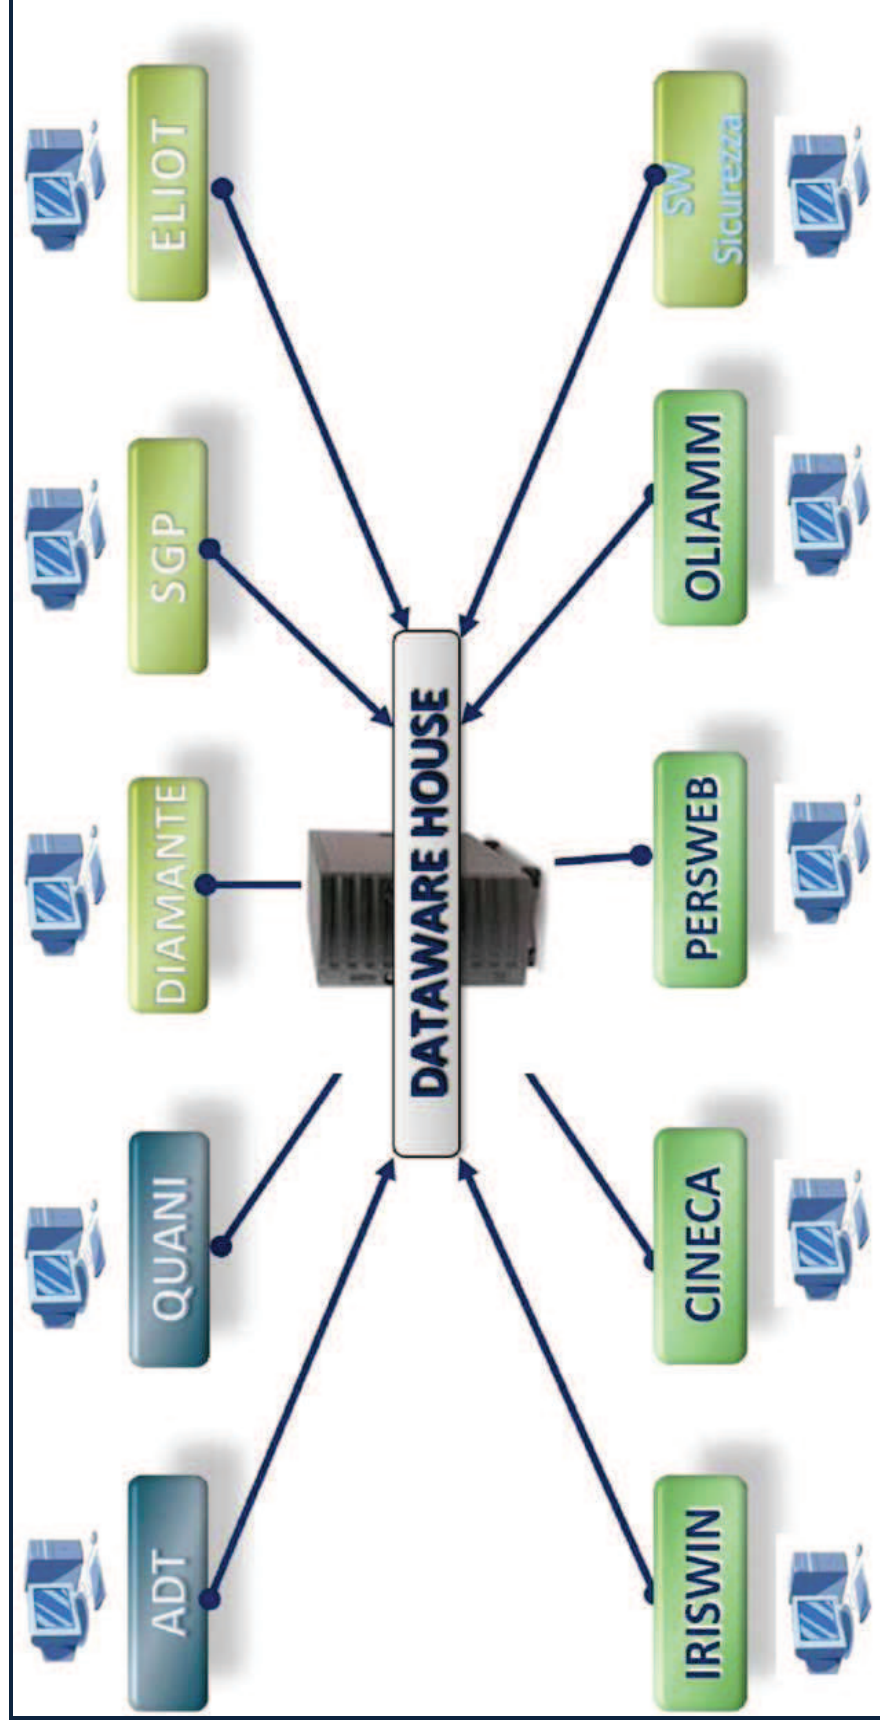 ADT
QUANI
DIAMANTE
SGP
ELIOT
DATAWARE HOUSE
IRISWIN
CINECA
PERSWEB
OLIAMM
SW
Sicurezza